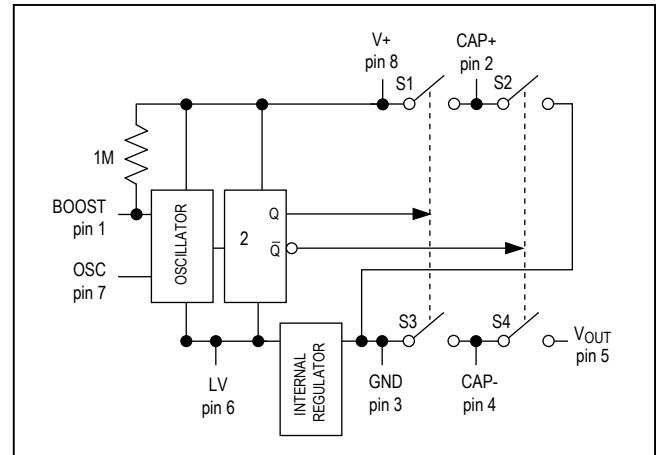 V+
pin 8
CAP+
pin 2
S1
S2
1M
BOOST
pin 1
OSCILLATOR
2
Q
Q̅
OSC
pin 7
S3
S4
VOUT
pin 5
INTERNAL
REGULATOR
LV
pin 6
GND
pin 3
CAP-
pin 4